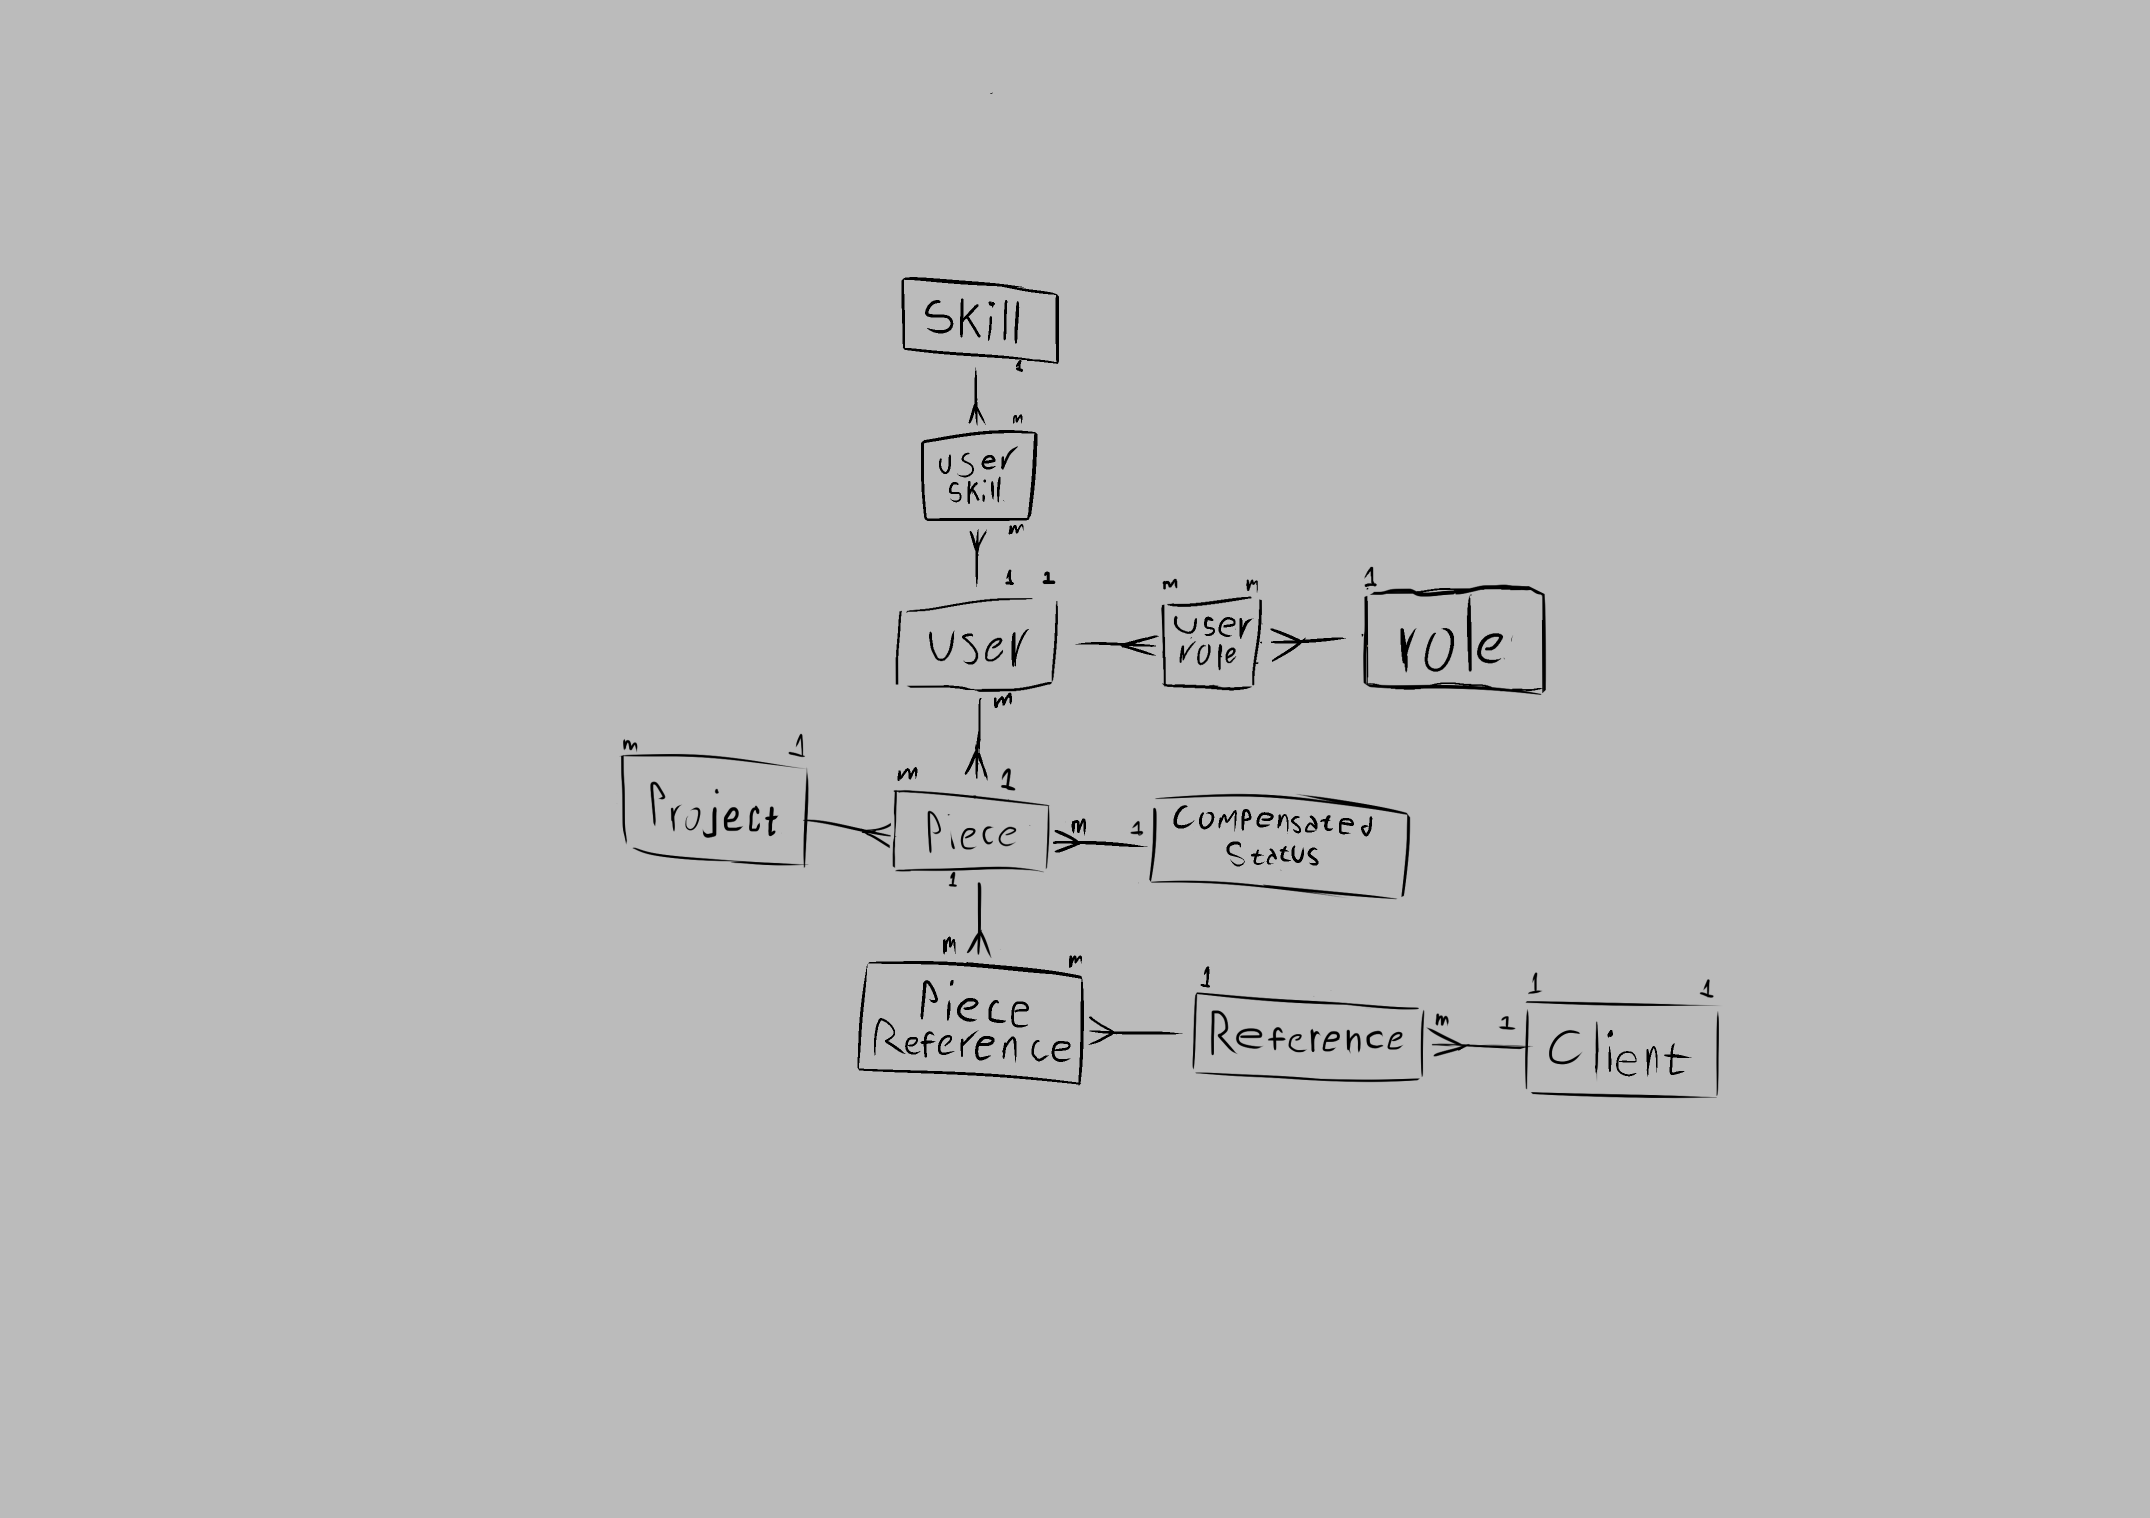 Skill
1
m
user
skill
m
1 1
m m
1
user
user
role
role
m
m 1
m 1
Project
Piece
m 1
Compensated
Status
1
m m
Piece
Reference
1
Reference
m 1
1 1
Client